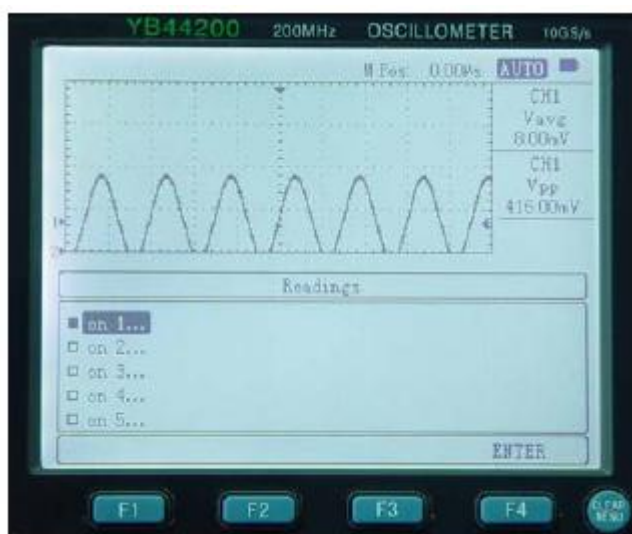 YB44200 200MHz OSCILLOMETER 10GS/s
M Pos: 0.00μs AUTO
CH1
Vavg
8.00mV
CH1
Vpp
416.00mV
Readings
on 1...
on 2...
on 3...
on 4...
on 5...
ENTER
F1 F2 F3 F4 CLEAR
MENU